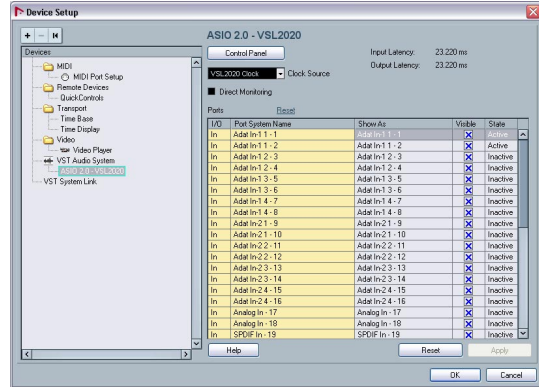 Device Setup
ASIO 2.0 - VSL2020
Devices
MIDI
MIDI Port Setup
Remote Devices
QuickControls
Transport
Time Base
Time Display
Video
Video Player
VST Audio System
ASIO 2.0 - VSL2020
VST System Link
Control Panel
Input Latency: 23.220 ms
Output Latency: 23.220 ms
VSL2020 Clock Clock Source
Direct Monitoring
Ports Reset
I/O Port System Name Show As Visible State
In Adat In-1 1 - 1 Adat In-1 1 - 1 Active
In Adat In-1 1 - 2 Adat In-1 1 - 2 Active
In Adat In-1 2 - 3 Adat In-1 2 - 3 Inactive
In Adat In-1 2 - 4 Adat In-1 2 - 4 Inactive
In Adat In-1 3 - 5 Adat In-1 3 - 5 Inactive
In Adat In-1 3 - 6 Adat In-1 3 - 6 Inactive
In Adat In-1 4 - 7 Adat In-1 4 - 7 Inactive
In Adat In-1 4 - 8 Adat In-1 4 - 8 Inactive
In Adat In-2 1 - 9 Adat In-2 1 - 9 Inactive
In Adat In-2 1 - 10 Adat In-2 1 - 10 Inactive
In Adat In-2 2 - 11 Adat In-2 2 - 11 Inactive
In Adat In-2 2 - 12 Adat In-2 2 - 12 Inactive
In Adat In-2 3 - 13 Adat In-2 3 - 13 Inactive
In Adat In-2 3 - 14 Adat In-2 3 - 14 Inactive
In Adat In-2 4 - 15 Adat In-2 4 - 15 Inactive
In Adat In-2 4 - 16 Adat In-2 4 - 16 Inactive
In Analog In - 17 Analog In - 17 Inactive
In Analog In - 18 Analog In - 18 Inactive
In SPDIF In - 19 SPDIF In - 19 Inactive
Help Reset Apply
OK Cancel